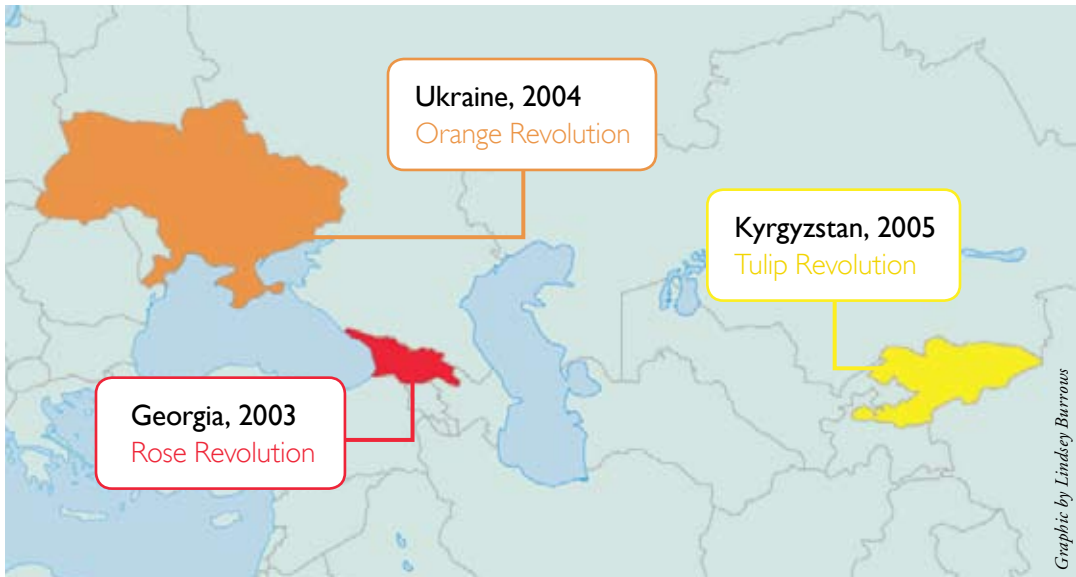 Ukraine, 2004
Orange Revolution
Kyrgyzstan, 2005
Tulip Revolution
Georgia, 2003
Rose Revolution
Graphic by Lindsey Burrows